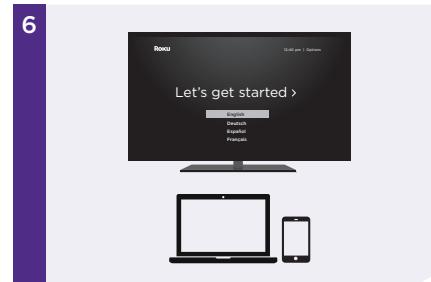 6
Roku
12:40 pm | Options
Let's get started >
English
Deutsch
Español
Français